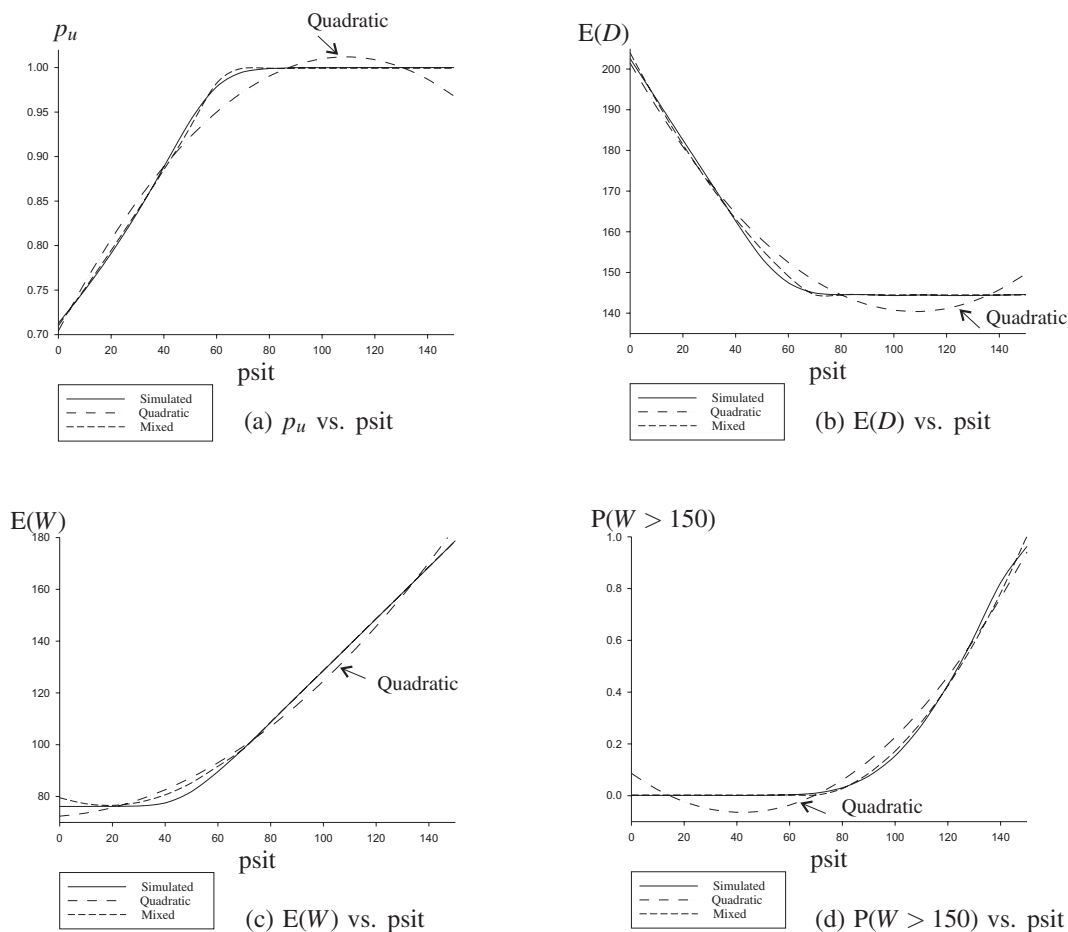 Quadratic
p_u
1.00
0.95
0.90
0.85
0.80
0.75
0.70
0 20 40 60 80 100 120 140
psit
Simulated
Quadratic
Mixed
(a) p_u vs. psit
E(D)
200
190
180
170
160
150
140
Quadratic
0 20 40 60 80 100 120 140
psit
Simulated
Quadratic
Mixed
(b) E(D) vs. psit
E(W)
180
160
140
120
100
80
Quadratic
0 20 40 60 80 100 120 140
psit
Simulated
Quadratic
Mixed
(c) E(W) vs. psit
P(W > 150)
1.0
0.8
0.6
0.4
0.2
0.0
Quadratic
0 20 40 60 80 100 120 140
psit
Simulated
Quadratic
Mixed
(d) P(W > 150) vs. psit